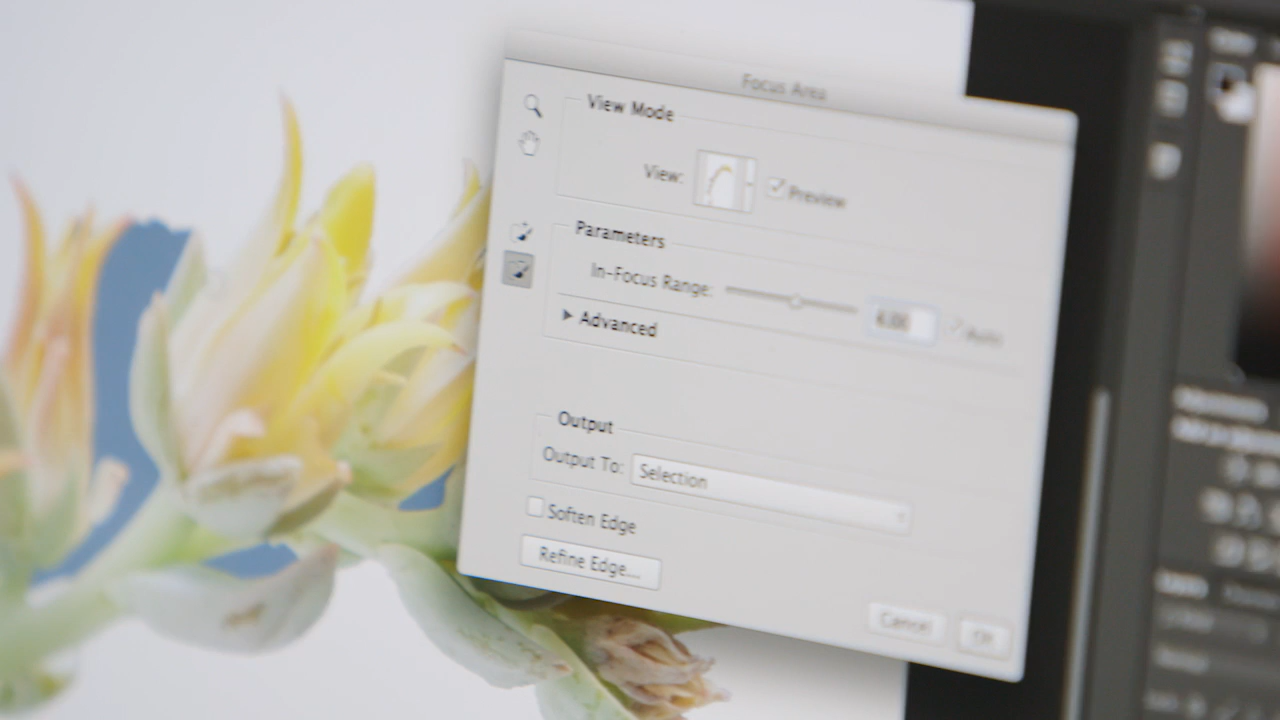 Focus Area
View Mode
View:
Preview
Parameters
In-Focus Range:
Auto
Advanced
Output
Output To:
Selection
Soften Edge
Refine Edge...
Cancel
OK